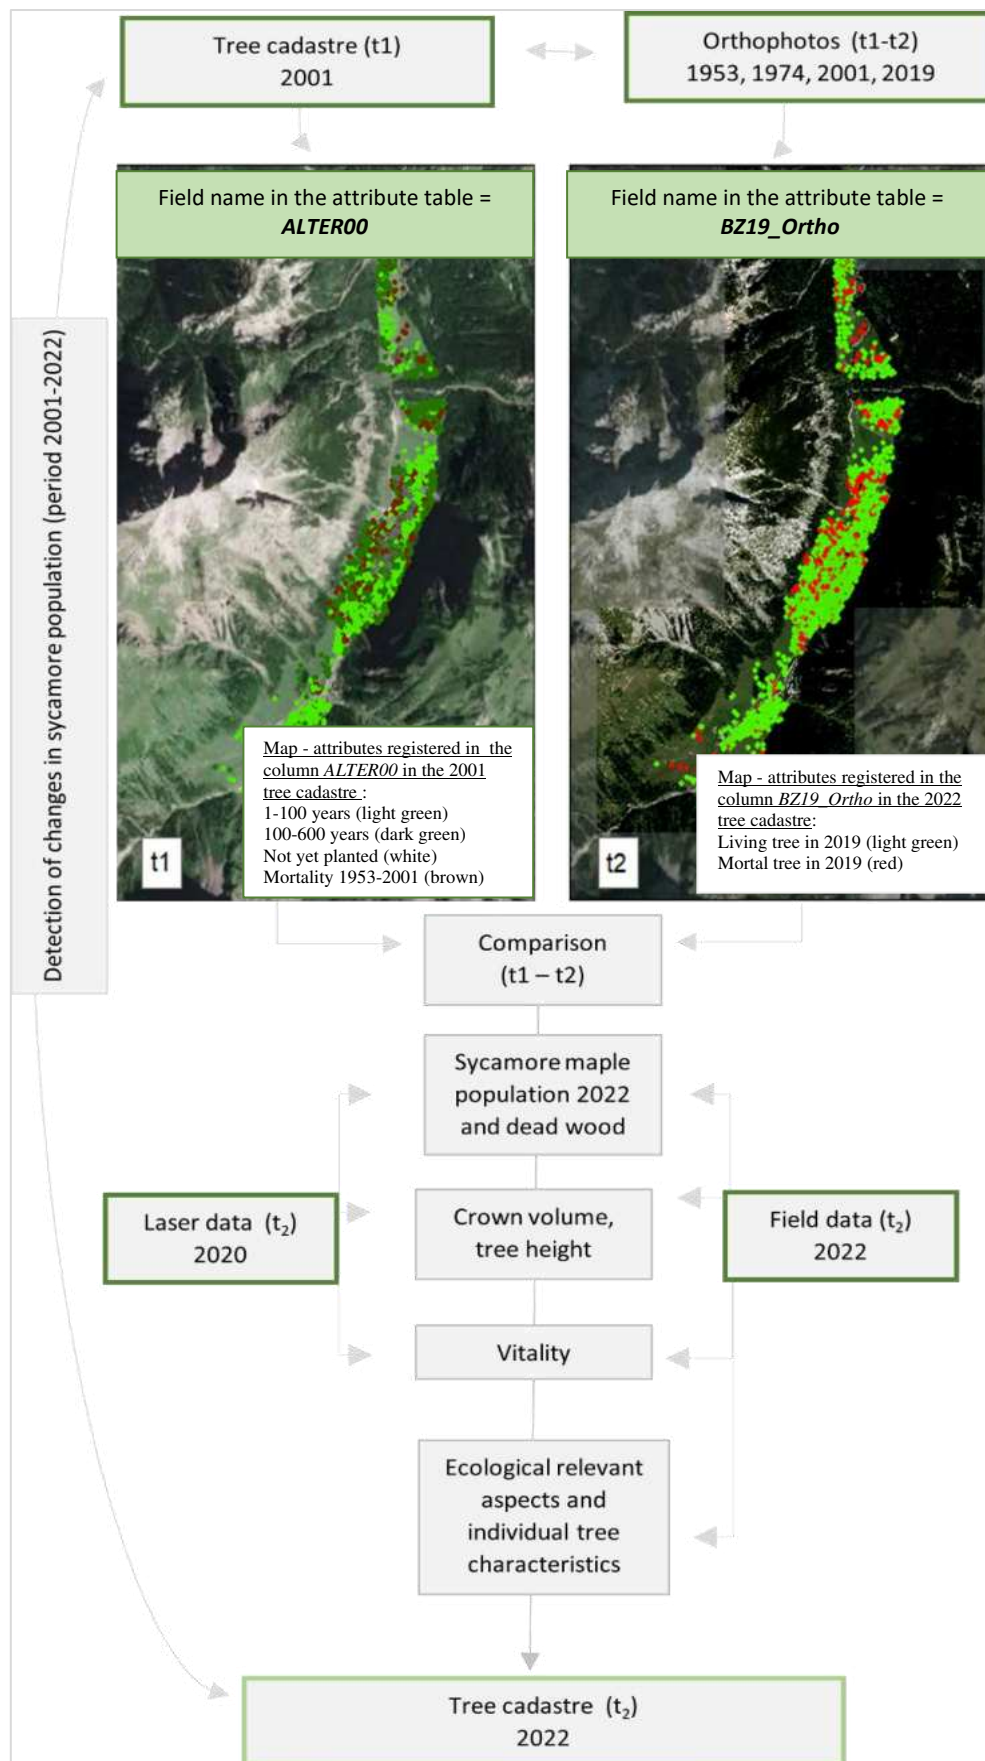 Tree cadastre (t1)
2001
Orthophotos (t1-t2)
1953, 1974, 2001, 2019
Field name in the attribute table =
ALTER00
Field name in the attribute table =
BZ19_Ortho
Detection of changes in sycamore population (period 2001-2022)
Map - attributes registered in the
column ALTER00 in the 2001
tree cadastre :
1-100 years (light green)
100-600 years (dark green)
Not yet planted (white)
Mortality 1953-2001 (brown)
t1
Map - attributes registered in the
column BZ19_Ortho in the 2022
tree cadastre:
Living tree in 2019 (light green)
Mortal tree in 2019 (red)
t2
Comparison
(t1 – t2)
Sycamore maple
population 2022
and dead wood
Laser data (t2)
2020
Crown volume,
tree height
Field data (t2)
2022
Vitality
Ecological relevant
aspects and
individual tree
characteristics
Tree cadastre (t2)
2022